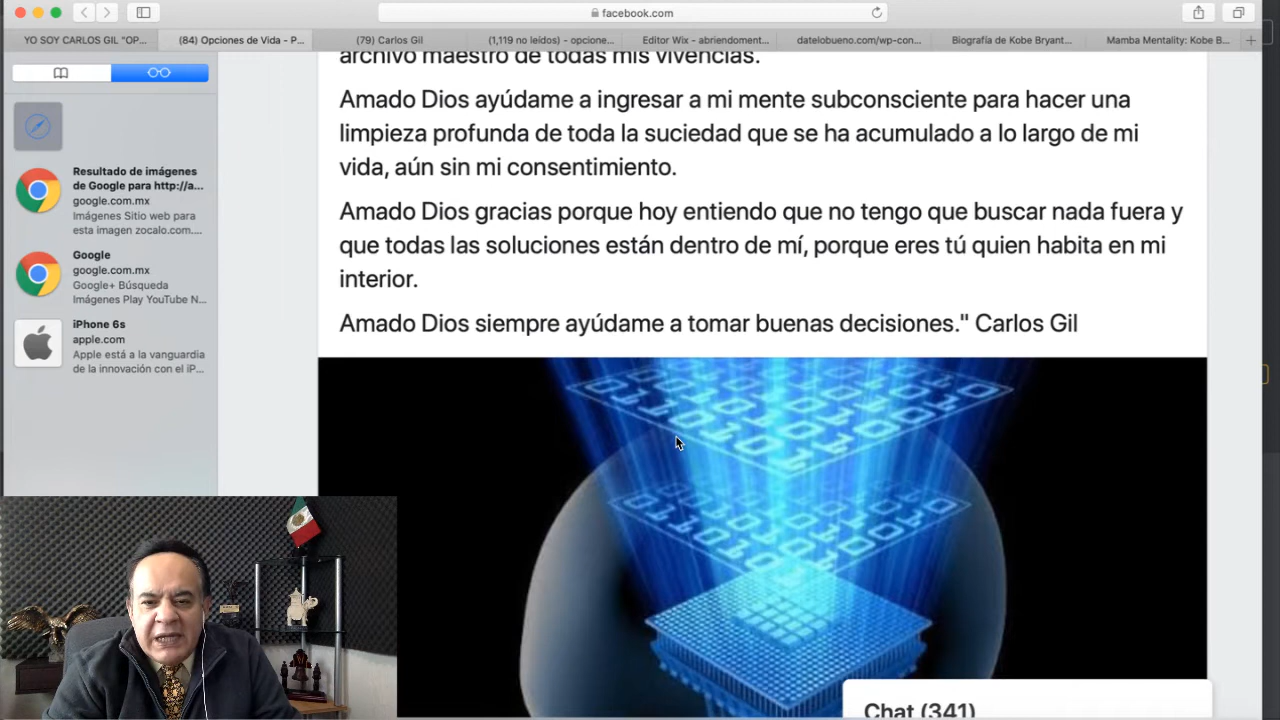 facebook.com
YO SOY CARLOS GIL "OP...
(84) Opciones de Vida - P...
(79) Carlos Gil
(1,119 no leídos) - opcione...
Editor Wix - abriendoment...
datelobueno.com/wp-con...
Biografía de Kobe Bryant...
Mamba Mentality: Kobe B...
Resultado de imágenes
de Google para http://a...
google.com.mx
Imágenes Sitio web para
esta imagen zocalo.com....
Google
google.com.mx
Google+ Búsqueda
Imágenes Play YouTube N...
iPhone 6s
apple.com
Apple está a la vanguardia
de la innovación con el iP...
archivo maestro de todas mis vivencias.
Amado Dios ayúdame a ingresar a mi mente subconsciente para hacer una
limpieza profunda de toda la suciedad que se ha acumulado a lo largo de mi
vida, aún sin mi consentimiento.
Amado Dios gracias porque hoy entiendo que no tengo que buscar nada fuera y
que todas las soluciones están dentro de mí, porque eres tú quien habita en mi
interior.
Amado Dios siempre ayúdame a tomar buenas decisiones." Carlos Gil
Chat (341)